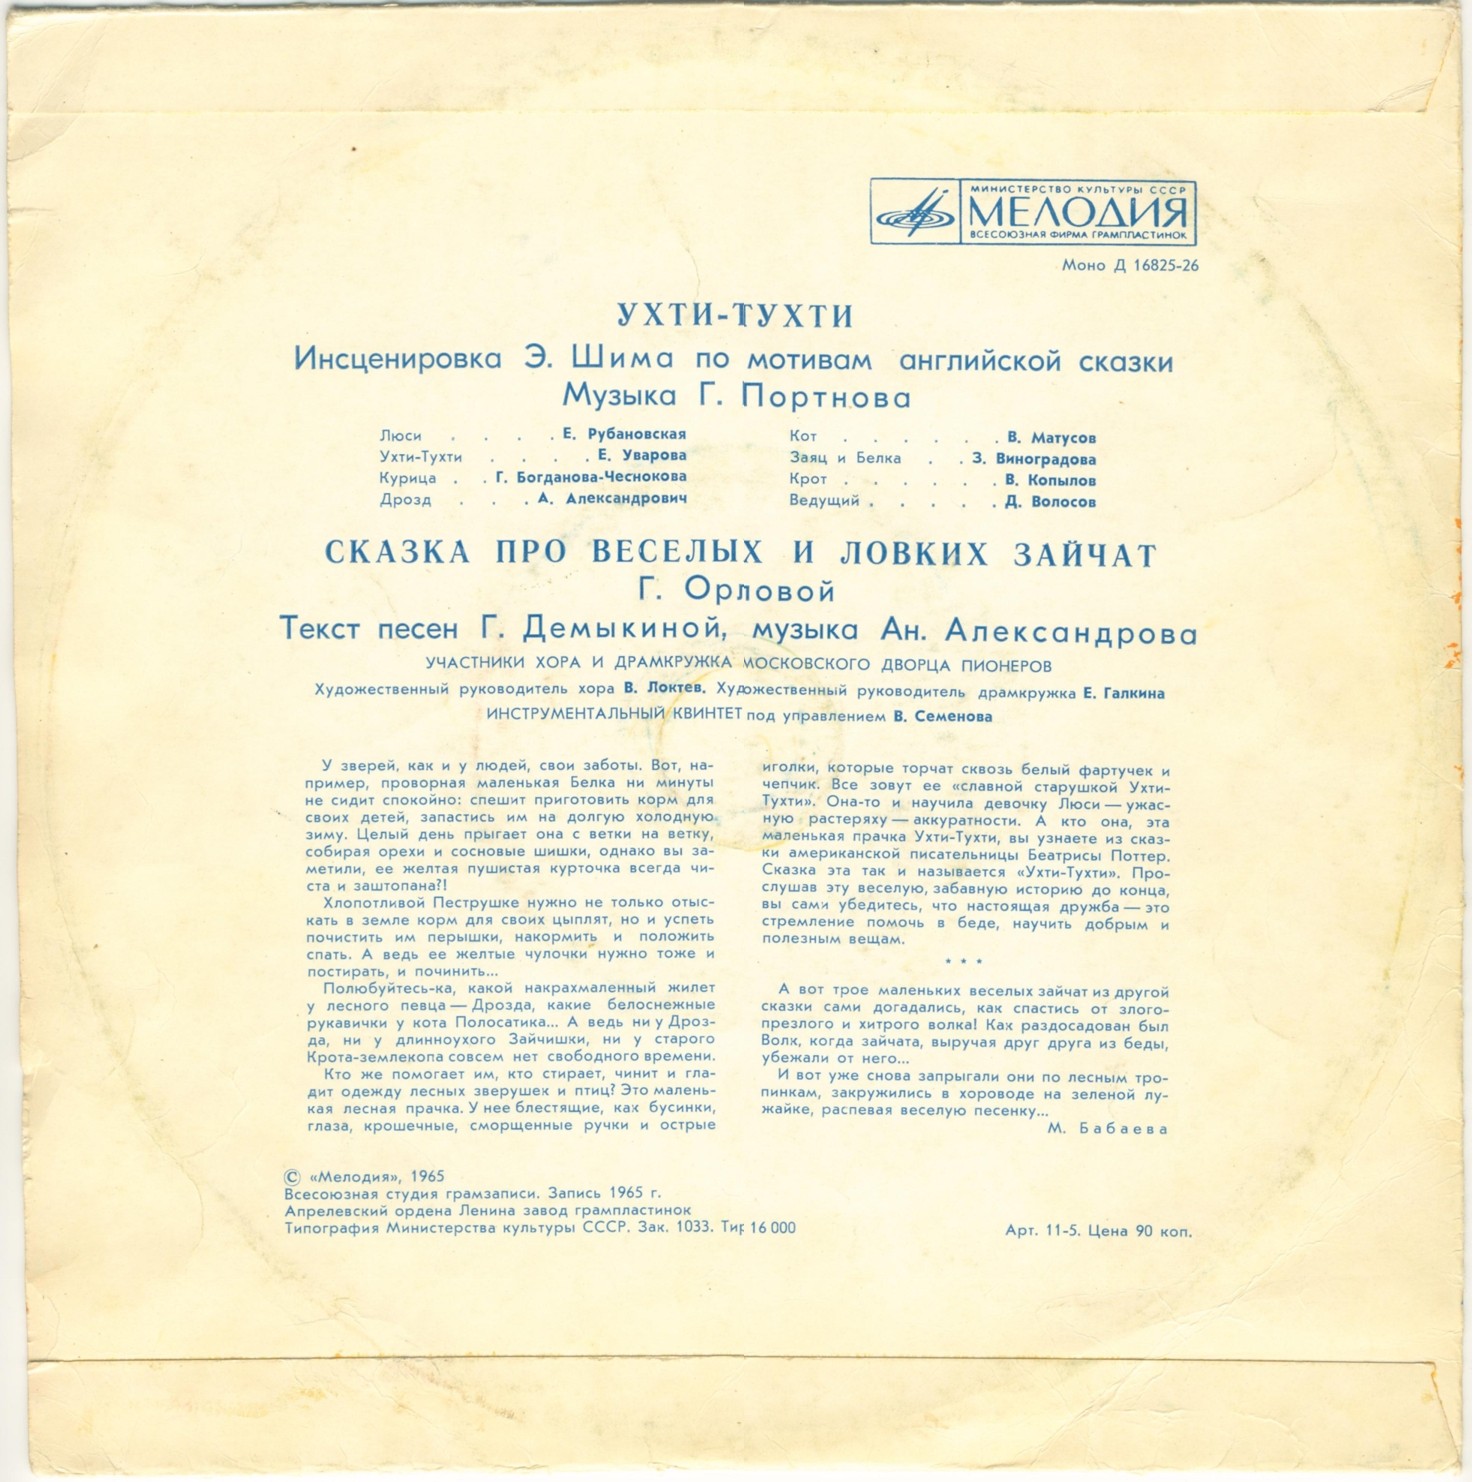 МИНИСТЕРСТВО КУЛЬТУРЫ СССР
МЕЛОДИЯ
ВСЕСОЮЗНАЯ ФИРМА ГРАМПЛАСТИНОК
Моно Д 16825-26
УХТИ-ТУХТИ
Инсценировка Э. Шима по мотивам английской сказки
Музыка Г. Портнова
Люси . . . . Е. Рубановская
Ухти-Тухти . . . . Е. Уварова
Курица . . Г. Богданова-Чеснокова
Дрозд . . . А. Александрович
Кот . . . . . . В. Матусов
Заяц и Белка . . З. Виноградова
Крот . . . . . . В. Копылов
Ведущий . . . . . Д. Волосов
СКАЗКА ПРО ВЕСЕЛЫХ И ЛОВКИХ ЗАЙЧАТ
Г. Орловой
Текст песен Г. Демыкиной, музыка Ан. Александрова
УЧАСТНИКИ ХОРА И ДРАМКРУЖКА МОСКОВСКОГО ДВОРЦА ПИОНЕРОВ
Художественный руководитель хора В. Локтев. Художественный руководитель драмкружка Е. Галкина
ИНСТРУМЕНТАЛЬНЫЙ КВИНТЕТ под управлением В. Семенова
У зверей, как и у людей, свои заботы. Вот, на-
пример, проворная маленькая Белка ни минуты
не сидит спокойно: спешит приготовить корм для
своих детей, запастись им на долгую холодную
зиму. Целый день прыгает она с ветки на ветку,
собирая орехи и сосновые шишки, однако вы за-
метили, ее желтая пушистая курточка всегда чи-
ста и заштопана?!
Хлопотливой Пеструшке нужно не только отыс-
кать в земле корм для своих цыплят, но и успеть
почистить им перышки, накормить и положить
спать. А ведь ее желтые чулочки нужно тоже и
постирать, и починить...
Полюбуйтесь-ка, какой накрахмаленный жилет
у лесного певца — Дрозда, какие белоснежные
рукавички у кота Полосатика... А ведь ни у Дроз-
да, ни у длинноухого Зайчишки, ни у старого
Крота-землекопа совсем нет свободного времени.
Кто же помогает им, кто стирает, чинит и гла-
дит одежду лесных зверушек и птиц? Это малень-
кая лесная прачка. У нее блестящие, как бусинки,
глаза, крошечные, сморщенные ручки и острые
иголки, которые торчат сквозь белый фартучек и
чепчик. Все зовут ее «славной старушкой Ухти-
Тухти». Она-то и научила девочку Люси — ужас-
ную растеряху — аккуратности. А кто она, эта
маленькая прачка Ухти-Тухти, вы узнаете из сказ-
ки американской писательницы Беатрисы Поттер.
Сказка эта так и называется «Ухти-Тухти». Про-
слушав эту веселую, забавную историю до конца,
вы сами убедитесь, что настоящая дружба — это
стремление помочь в беде, научить добрым и
полезным вещам.
* * *
А вот трое маленьких веселых зайчат из другой
сказки сами догадались, как спастись от злого-
презлого и хитрого волка! Как раздосадован был
Волк, когда зайчата, выручая друг друга из беды,
убежали от него...
И вот уже снова запрыгали они по лесным тро-
пинкам, закружились в хороводе на зеленой лу-
жайке, распевая веселую песенку...
М. Бабаева
© «Мелодия», 1965
Всесоюзная студия грамзаписи. Запись 1965 г.
Апрелевский ордена Ленина завод грампластинок
Типография Министерства культуры СССР. Зак. 1033. Тир 16 000
Арт. 11-5. Цена 90 коп.